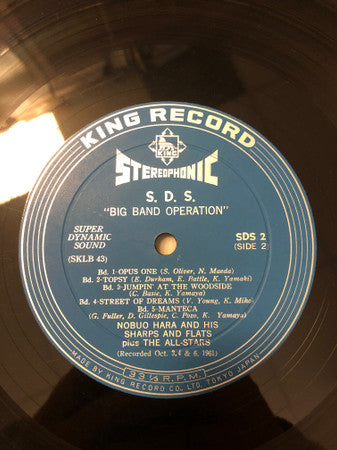 KING RECORD
KING
STEREOPHONIC
S. D. S.
"BIG BAND OPERATION"
SUPER
DYNAMIC
SOUND
SDS 2
(SIDE 2)
(SKLB 43)
Bd. 1-OPUS ONE (S. Oliver, N. Maeda)
Bd. 2-TOPSY (E. Durham, E. Battle, K. Yamaki)
Bd. 3-JUMPIN' AT THE WOODSIDE
(C. Basie, K. Yamaya)
Bd. 4-STREET OF DREAMS (V. Young, K. Miho)
Bd. 5-MANTECA
(G. Fuller, D. Gillespie, C. Pozo, K. Yamaya)
NOBUO HARA AND HIS
SHARPS AND FLATS
plus THE ALL-STARS
(Recorded Oct. 3,4 & 6, 1961)
33⅓ R.P.M.
MADE BY KING RECORD CO. LTD. TOKYO JAPAN.